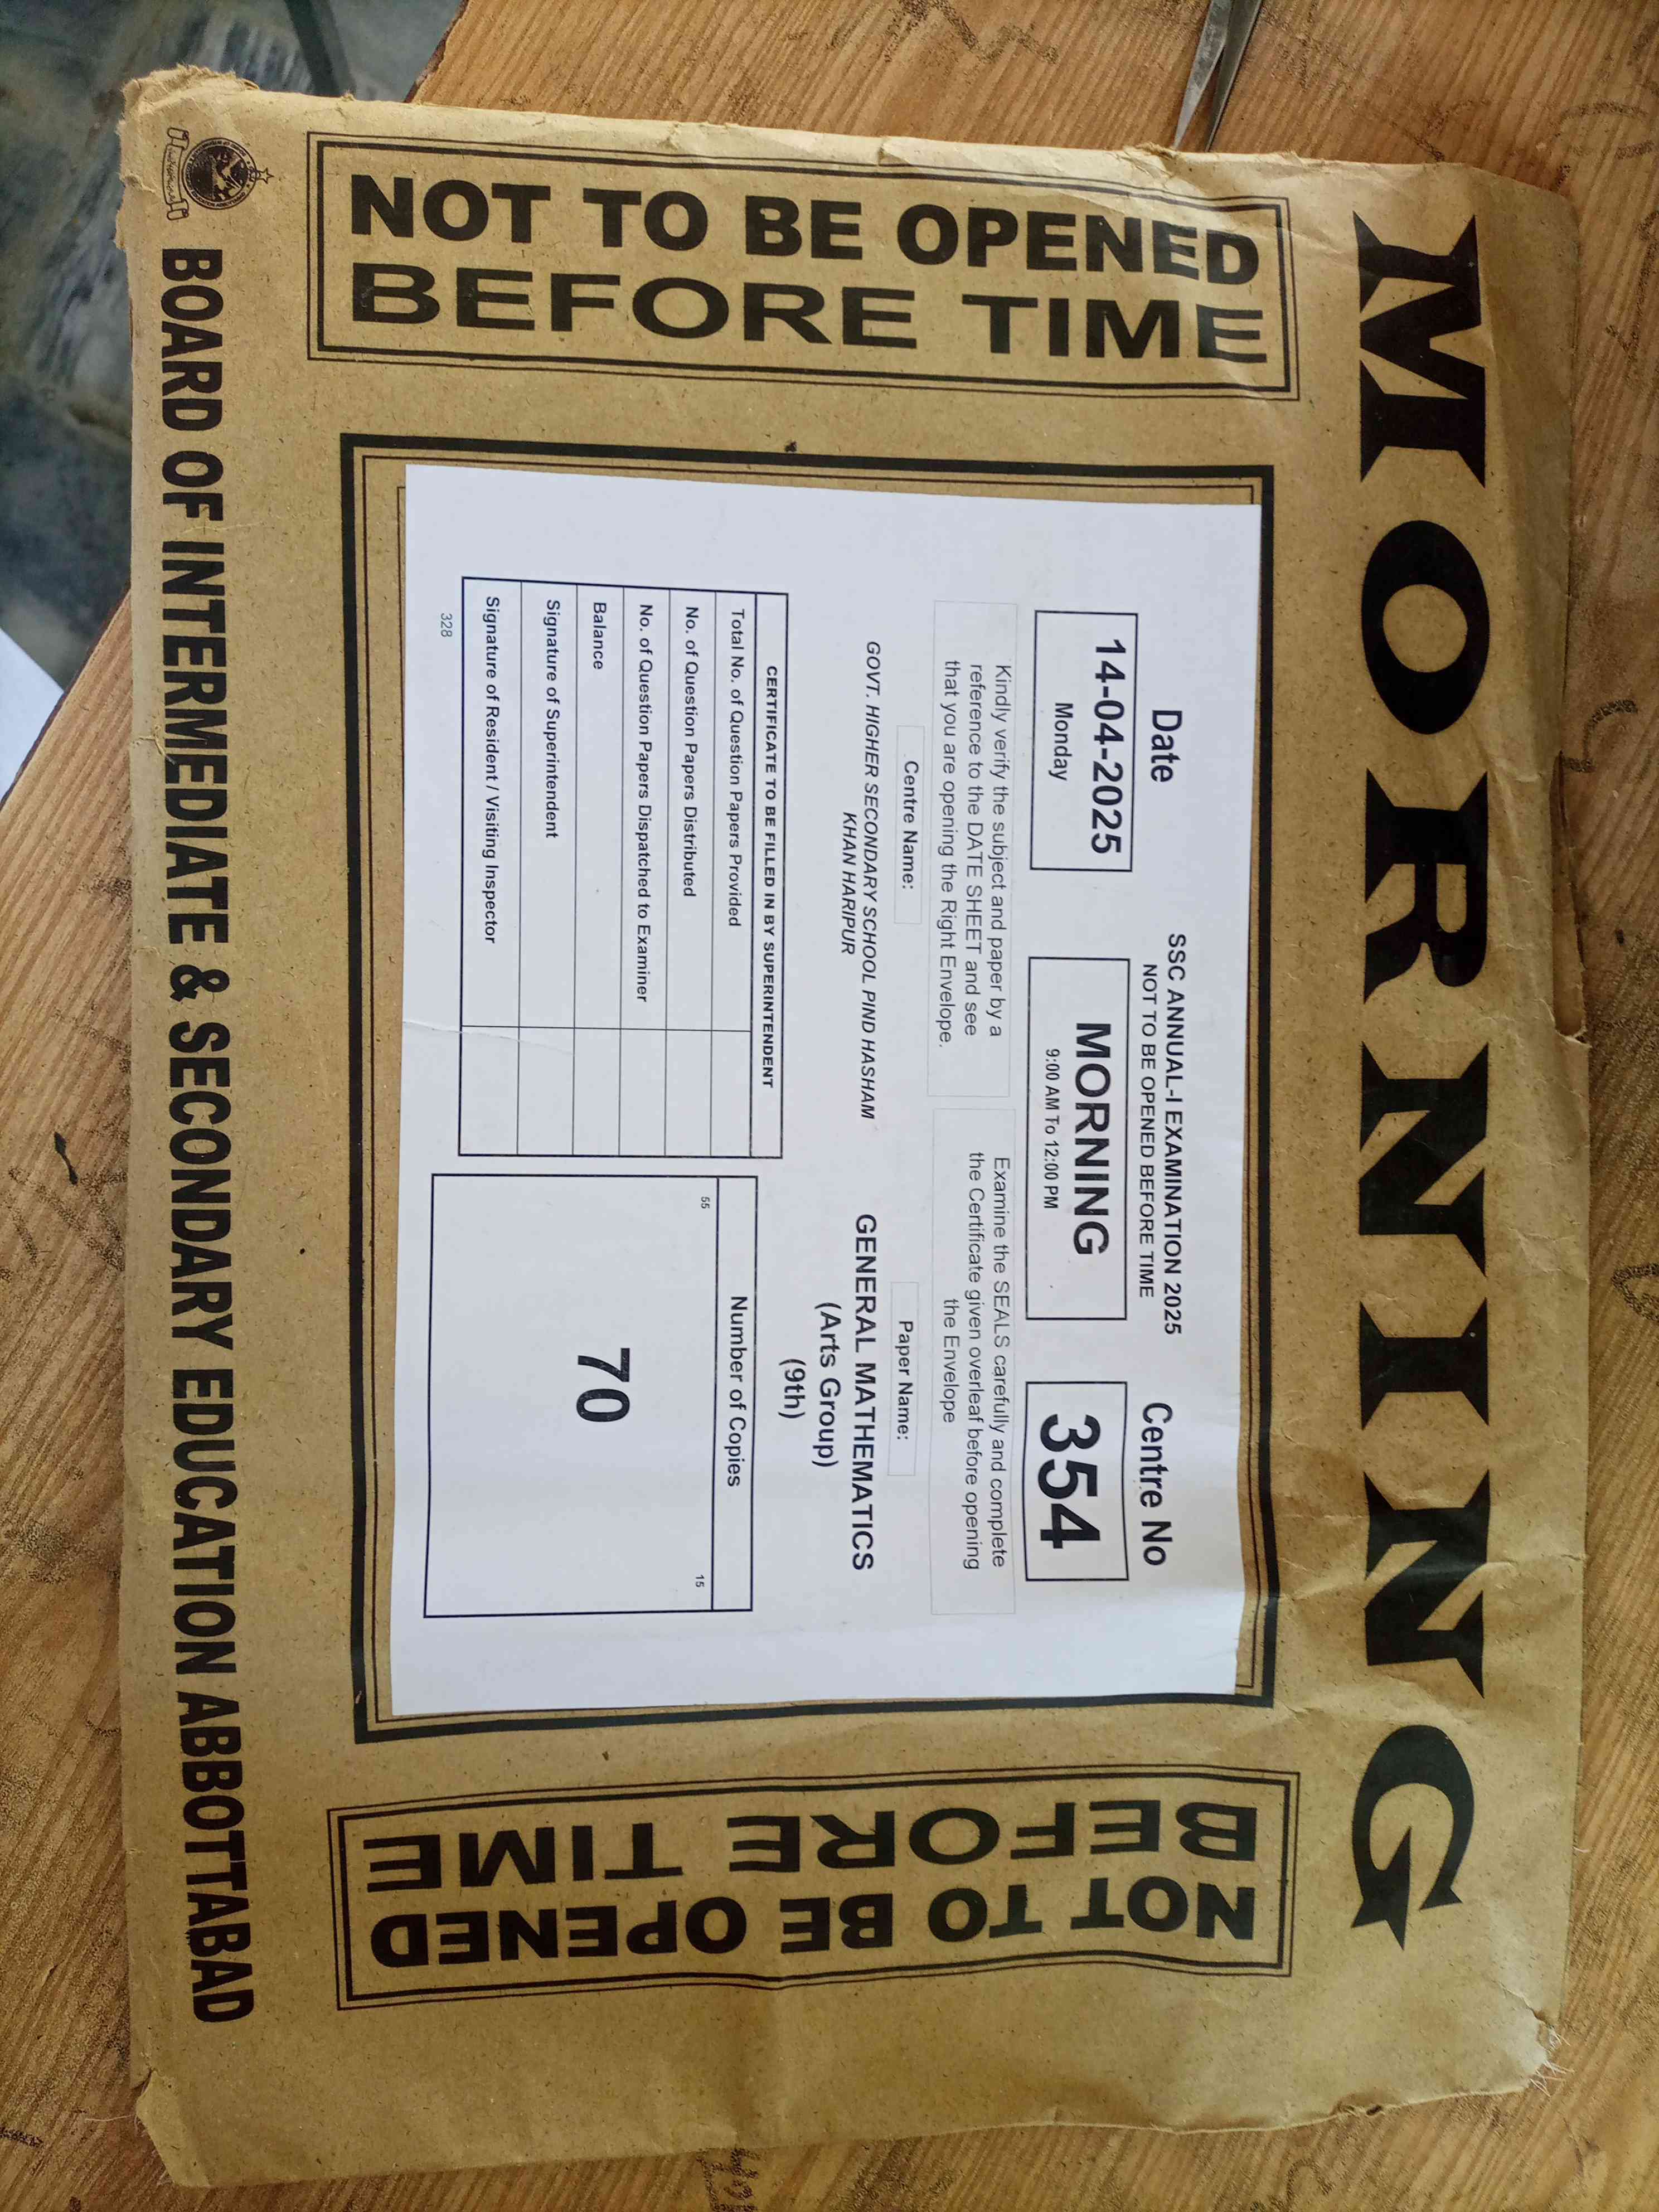 MORNING
NOT TO BE OPENED
BEFORE TIME
Date
14-04-2025
Monday
SSC ANNUAL-I EXAMINATION 2025
NOT TO BE OPENED BEFORE TIME
MORNING
9:00 AM To 12:00 PM
Centre No
354
Kindly verify the subject and paper by a
reference to the DATE SHEET and see
that you are opening the Right Envelope.
Examine the SEALS carefully and complete
the Certificate given overleaf before opening
the Envelope
Centre Name:
GOVT. HIGHER SECONDARY SCHOOL PIND HASHAM
KHAN HARIPUR
Paper Name:
GENERAL MATHEMATICS
(Arts Group)
(9th)
CERTIFICATE TO BE FILLED IN BY SUPERINTENDENT
Total No. of Question Papers Provided
No. of Question Papers Distributed
No. of Question Papers Dispatched to Examiner
Balance
Signature of Superintendent
Signature of Resident / Visiting Inspector
328
Number of Copies
55
15
70
NOT TO BE OPENED
BEFORE TIME
BOARD OF INTERMEDIATE & SECONDARY EDUCATION ABBOTTABAD